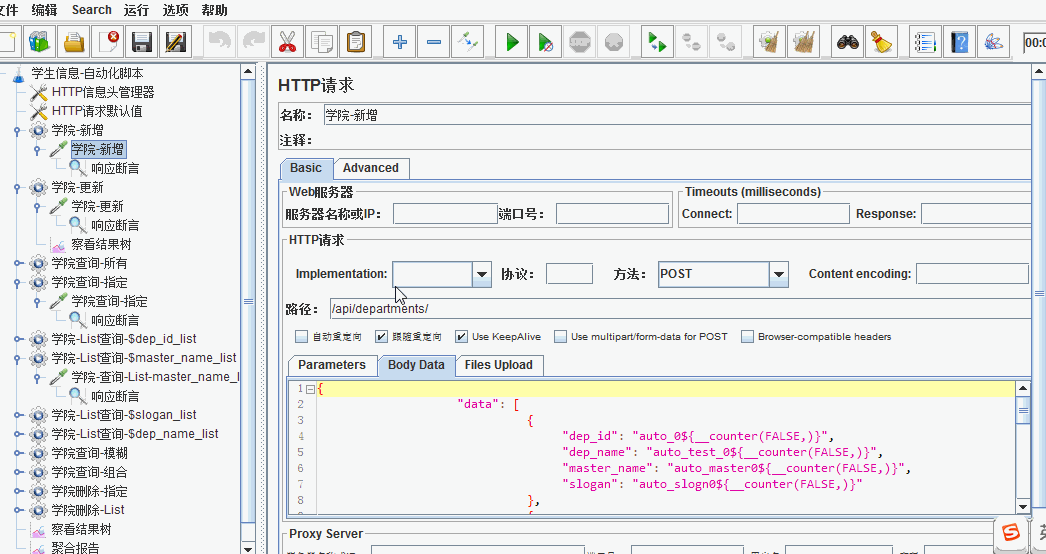 文件 编辑 Search 运行 选项 帮助
00:0
学生信息-自动化脚本
HTTP信息头管理器
HTTP请求默认值
学院-新增
学院-新增
响应断言
学院-更新
学院-更新
响应断言
察看结果树
学院查询-所有
学院查询-指定
学院查询-指定
响应断言
学院-List查询-$dep_id_list
学院-List查询-$master_name_list
学院-查询-List-master_name_l
响应断言
学院-List查询-$slogan_list
学院-List查询-$dep_name_list
学院查询-模糊
学院查询-组合
学院删除-指定
学院删除-List
察看结果树
聚合报告
HTTP请求
名称： 学院-新增
注释：
Basic Advanced
Web服务器
服务器名称或IP： 端口号：
Timeouts (milliseconds)
Connect: Response:
HTTP请求
Implementation: 协议： 方法： POST Content encoding:
路径： /api/departments/
自动重定向 跟随重定向 Use KeepAlive Use multipart/form-data for POST Browser-compatible headers
Parameters Body Data Files Upload
1 {
2 "data": [
3 {
4 "dep_id": "auto_0${__counter(FALSE,)}",
5 "dep_name": "auto_test_0${__counter(FALSE,)}",
6 "master_name": "auto_master0${__counter(FALSE,)}",
7 "slogan": "auto_slogn0${__counter(FALSE,)}"
8 },
Proxy Server